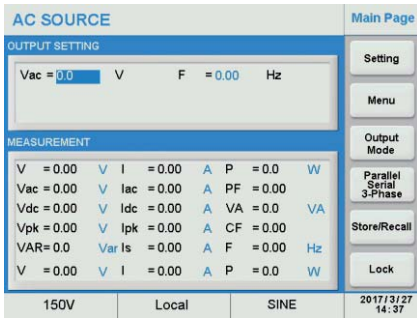 AC SOURCE
Main Page
OUTPUT SETTING
Vac = 0.0 V F = 0.00 Hz
Setting
Menu
Output
Mode
Parallel
Serial
3-Phase
Store/Recall
Lock
MEASUREMENT
V = 0.00 V I = 0.00 A P = 0.0 W
Vac = 0.00 V Iac = 0.00 A PF = 0.00
Vdc = 0.00 V Idc = 0.00 A VA = 0.0 VA
Vpk = 0.00 V Ipk = 0.00 A CF = 0.00
VAR= 0.0 Var Is = 0.00 A F = 0.00 Hz
V = 0.00 V I = 0.00 A P = 0.0 W
150V Local SINE
2017/3/27
14:37